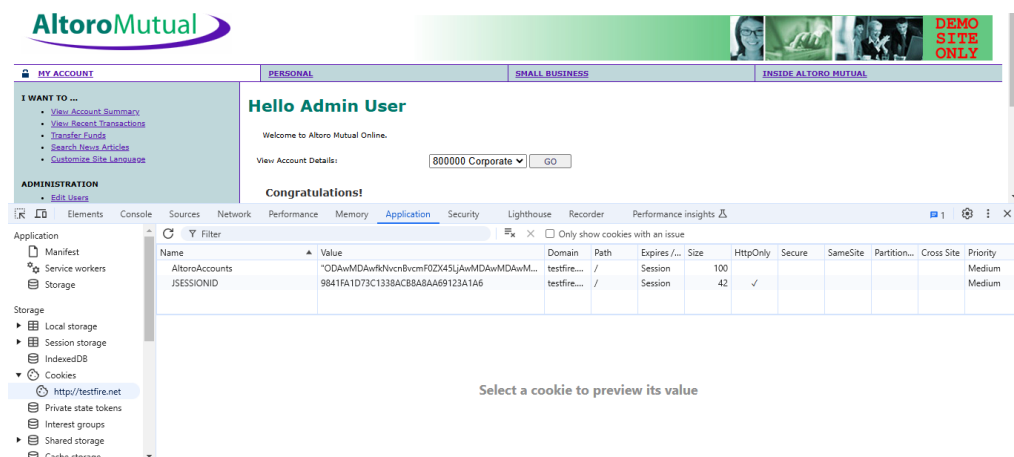 AltoroMutual
DEMO
SITE
ONLY
MY ACCOUNT
PERSONAL
SMALL BUSINESS
INSIDE ALTORO MUTUAL
I WANT TO ...
View Account Summary
View Recent Transactions
Transfer Funds
Search News Articles
Customize Site Language
ADMINISTRATION
Edit Users
Hello Admin User
Welcome to Altoro Mutual Online.
View Account Details: 800000 Corporate GO
Congratulations!
Elements Console Sources Network Performance Memory Application Security Lighthouse Recorder Performance insights 1
Application
Manifest
Service workers
Storage
Storage
Local storage
Session storage
IndexedDB
Cookies
http://testfire.net
Private state tokens
Interest groups
Shared storage
Cache storage
Filter Only show cookies with an issue
Name Value Domain Path Expires /... Size HttpOnly Secure SameSite Partition... Cross Site Priority
AltoroAccounts "ODAwMDAwfkNvcnBvcmF0ZX45LjAwMDAwMDAwM... testfire.... / Session 100 Medium
JSESSIONID 9841FA1D73C1338ACB8A8AA69123A1A6 testfire.... / Session 42 ✓ Medium
Select a cookie to preview its value